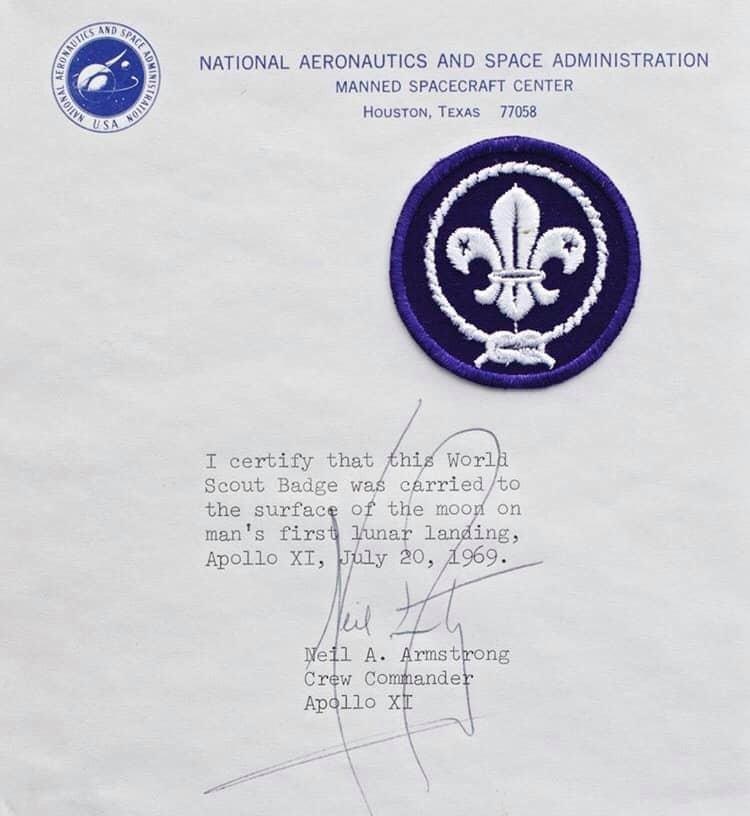 NATIONAL AERONAUTICS AND SPACE ADMINISTRATION
USA
NATIONAL AERONAUTICS AND SPACE ADMINISTRATION
MANNED SPACECRAFT CENTER
HOUSTON, TEXAS 77058
I certify that this World
Scout Badge was carried to
the surface of the moon on
man's first lunar landing,
Apollo XI, July 20, 1969.
Neil
Neil A. Armstrong
Crew Commander
Apollo XI